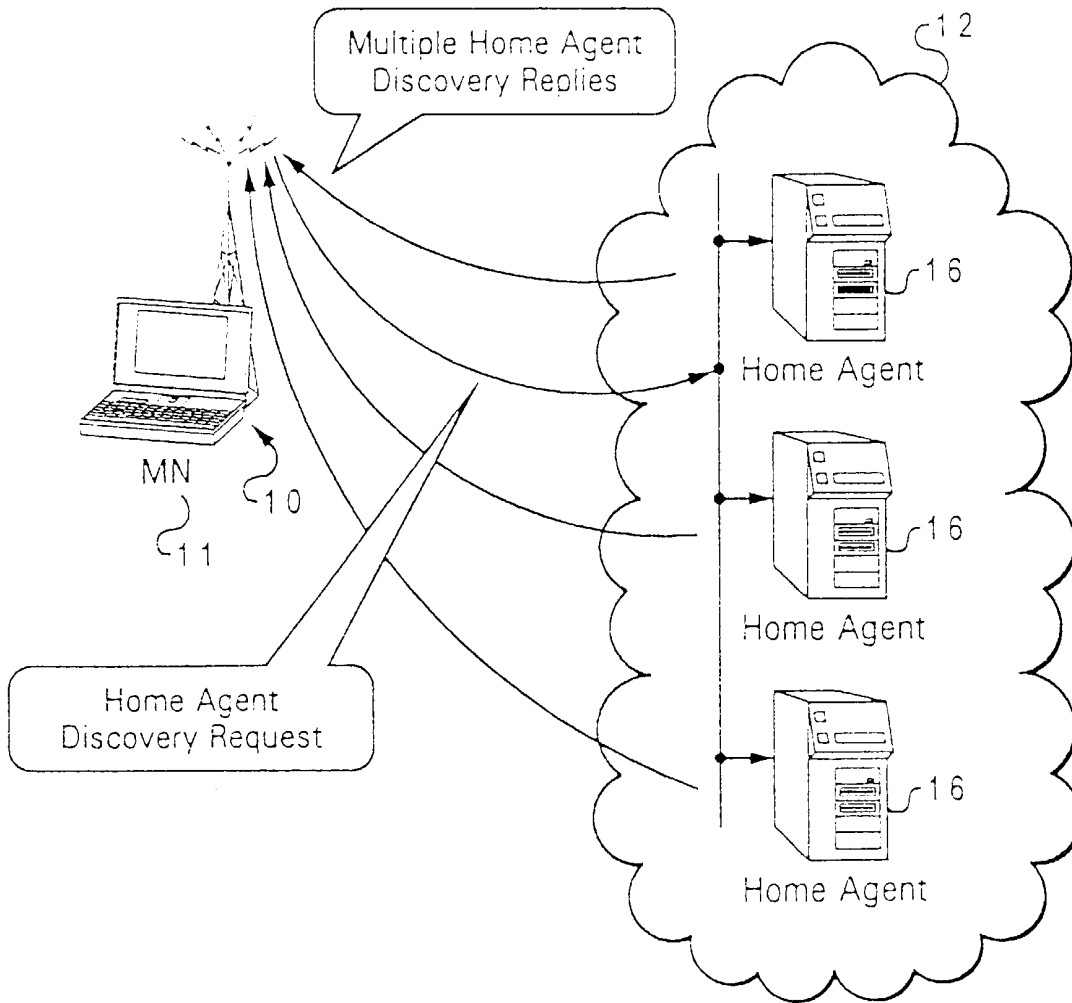 12
Multiple Home Agent
Discovery Replies
16
Home Agent
MN
10
11
16
Home Agent
Home Agent
Discovery Request
16
Home Agent